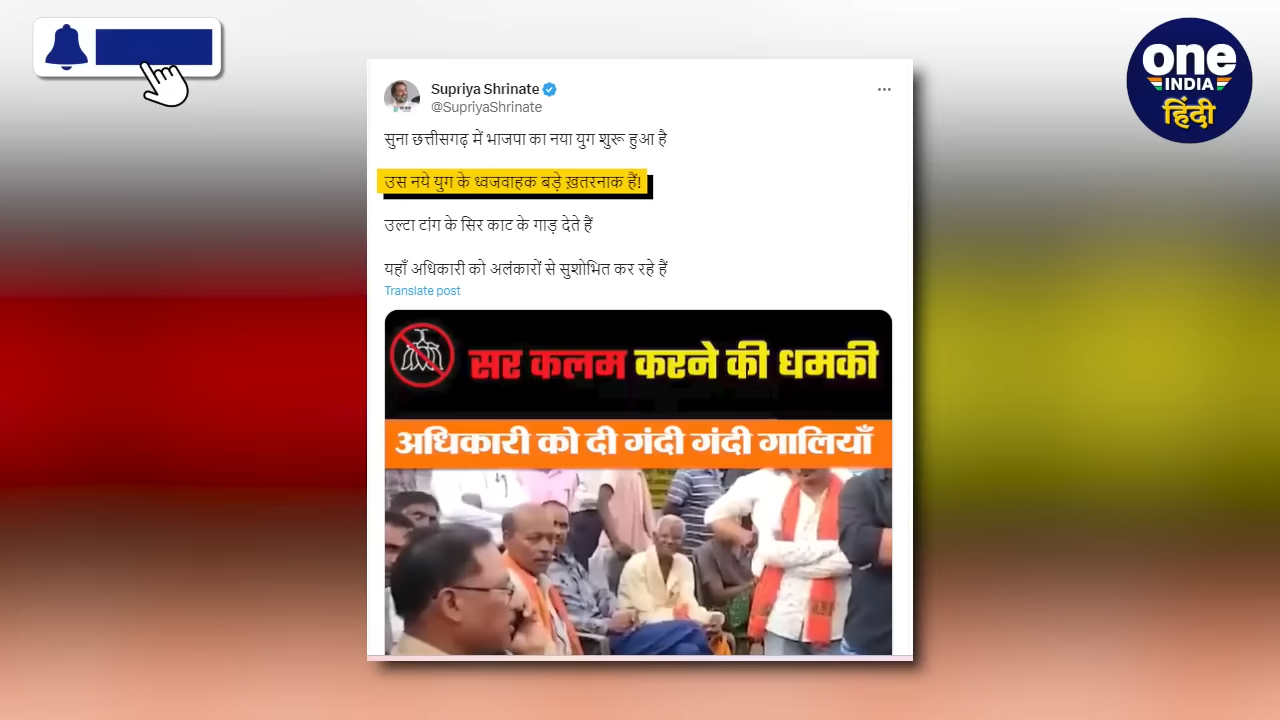 one
INDIA
हिंदी
Supriya Shrinate
@SupriyaShrinate
सुना छत्तीसगढ़ में भाजपा का नया युग शुरू हुआ है
उस नये युग के ध्वजवाहक बड़े ख़तरनाक हैं!
उल्टा टांग के सिर काट के गाड़ देते हैं
यहाँ अधिकारी को अलंकारों से सुशोभित कर रहे हैं
Translate post
सर कलम करने की धमकी
अधिकारी को दी गंदी गंदी गालियाँ